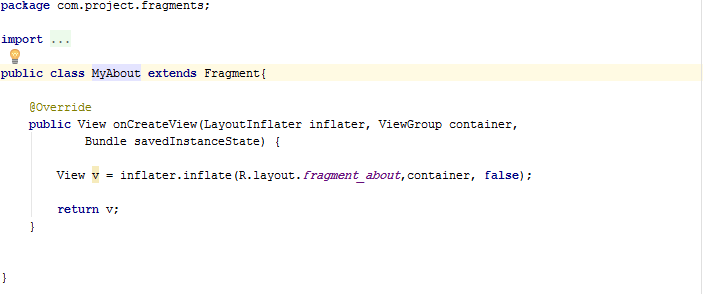 package com.project.fragments;
import ...
public class MyAbout extends Fragment{
@Override
public View onCreateView(LayoutInflater inflater, ViewGroup container,
Bundle savedInstanceState) {
View v = inflater.inflate(R.layout.fragment_about,container, false);
return v;
}
}